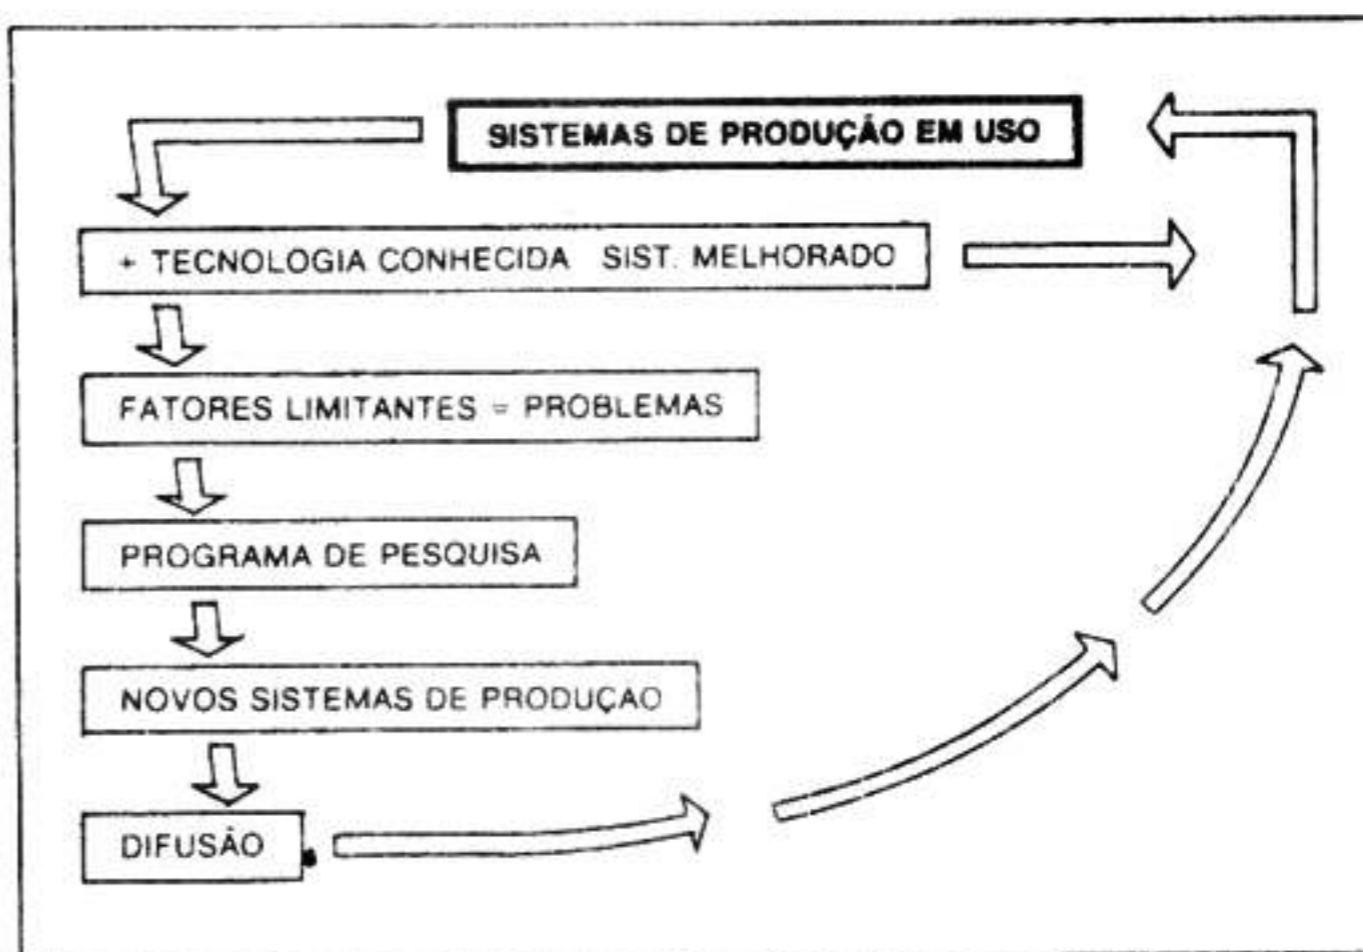 SISTEMAS DE PRODUÇÃO EM USO
+ TECNOLOGIA CONHECIDA SIST. MELHORADO
FATORES LIMITANTES = PROBLEMAS
PROGRAMA DE PESQUISA
NOVOS SISTEMAS DE PRODUÇÃO
DIFUSÃO